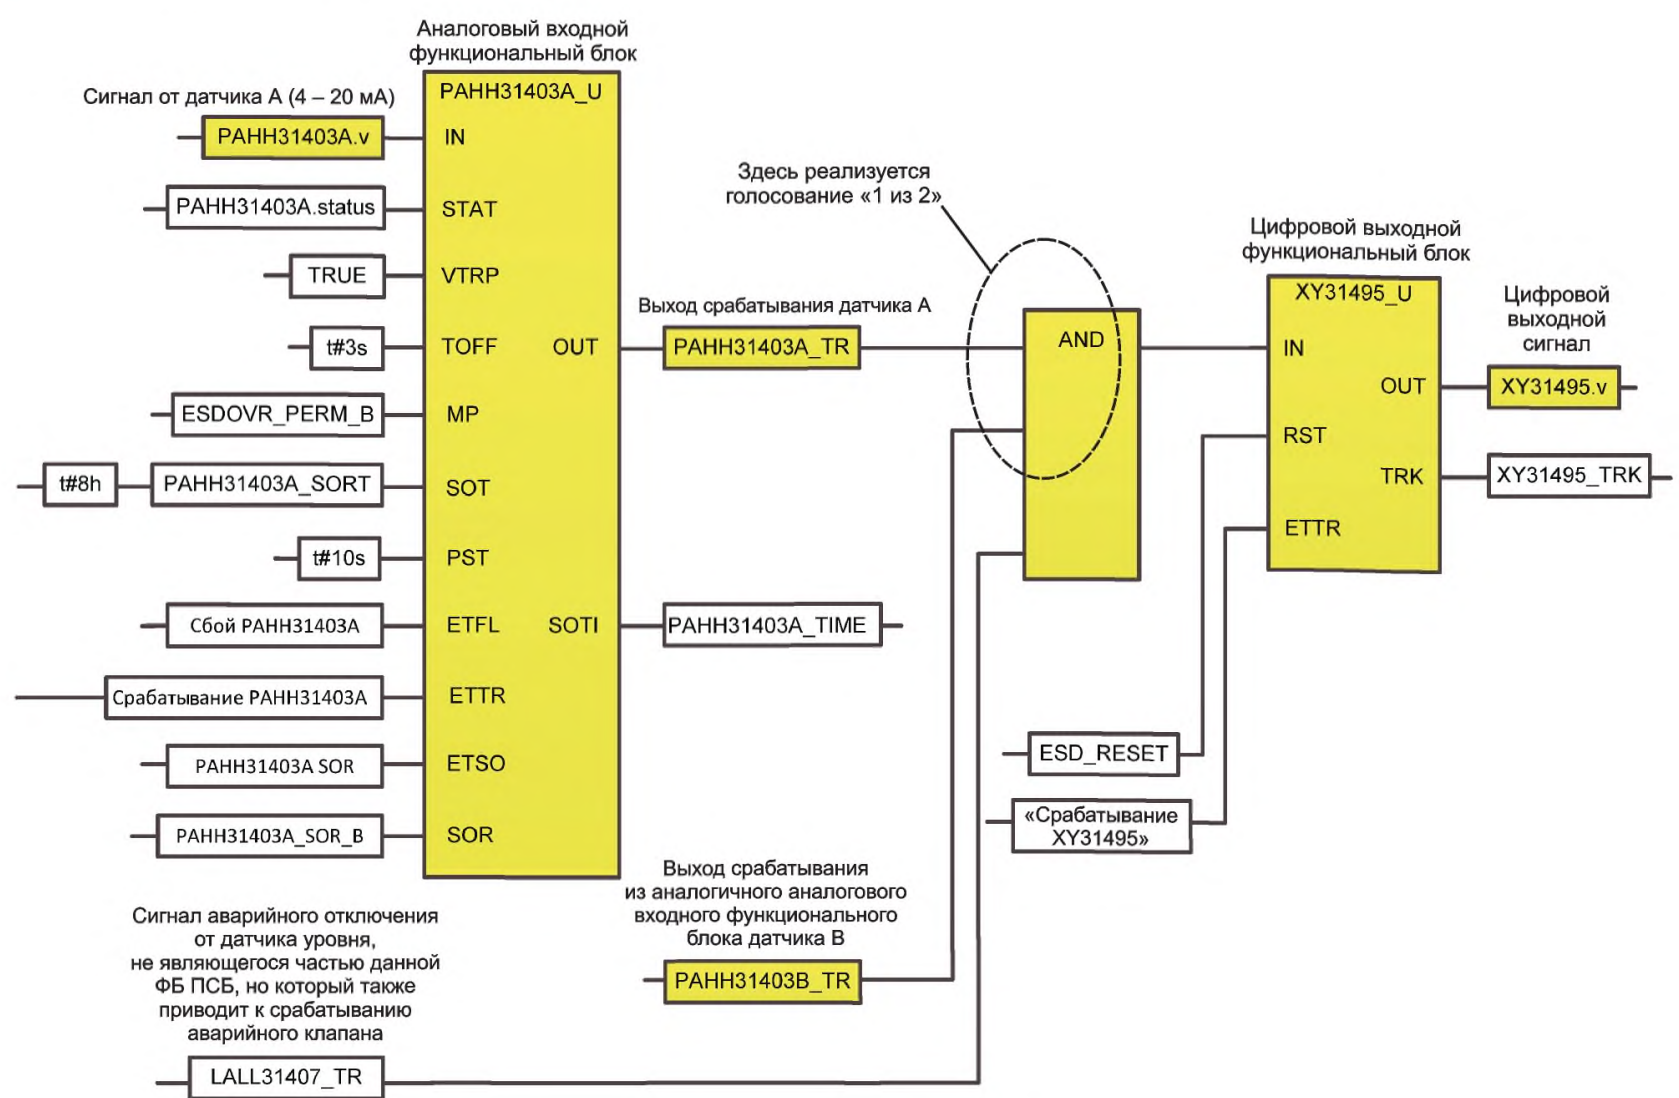 Аналоговый входной
функциональный блок
Сигнал от датчика А (4 – 20 мА)
PAHH31403A_U
PAHH31403A.v
IN
PAHH31403A.status
STAT
TRUE
VTRP
t#3s
TOFF
OUT
ESDOVR_PERM_B
MP
t#8h
PAHH31403A_SORT
SOT
t#10s
PST
Сбой PAHH31403A
ETFL
SOTI
PAHH31403A_TIME
Срабатывание PAHH31403A
ETTR
PAHH31403A SOR
ETSO
PAHH31403A_SOR_B
SOR
Здесь реализуется
голосование «1 из 2»
Выход срабатывания датчика А
PAHH31403A_TR
AND
Цифровой выходной
функциональный блок
XY31495_U
IN
OUT
RST
TRK
ETTR
Цифровой
выходной
сигнал
XY31495.v
XY31495_TRK
ESD_RESET
«Срабатывание
XY31495»
Выход срабатывания
из аналогичного аналогового
входного функционального
блока датчика В
PAHH31403B_TR
Сигнал аварийного отключения
от датчика уровня,
не являющегося частью данной
ФБ ПСБ, но который также
приводит к срабатыванию
аварийного клапана
LALL31407_TR